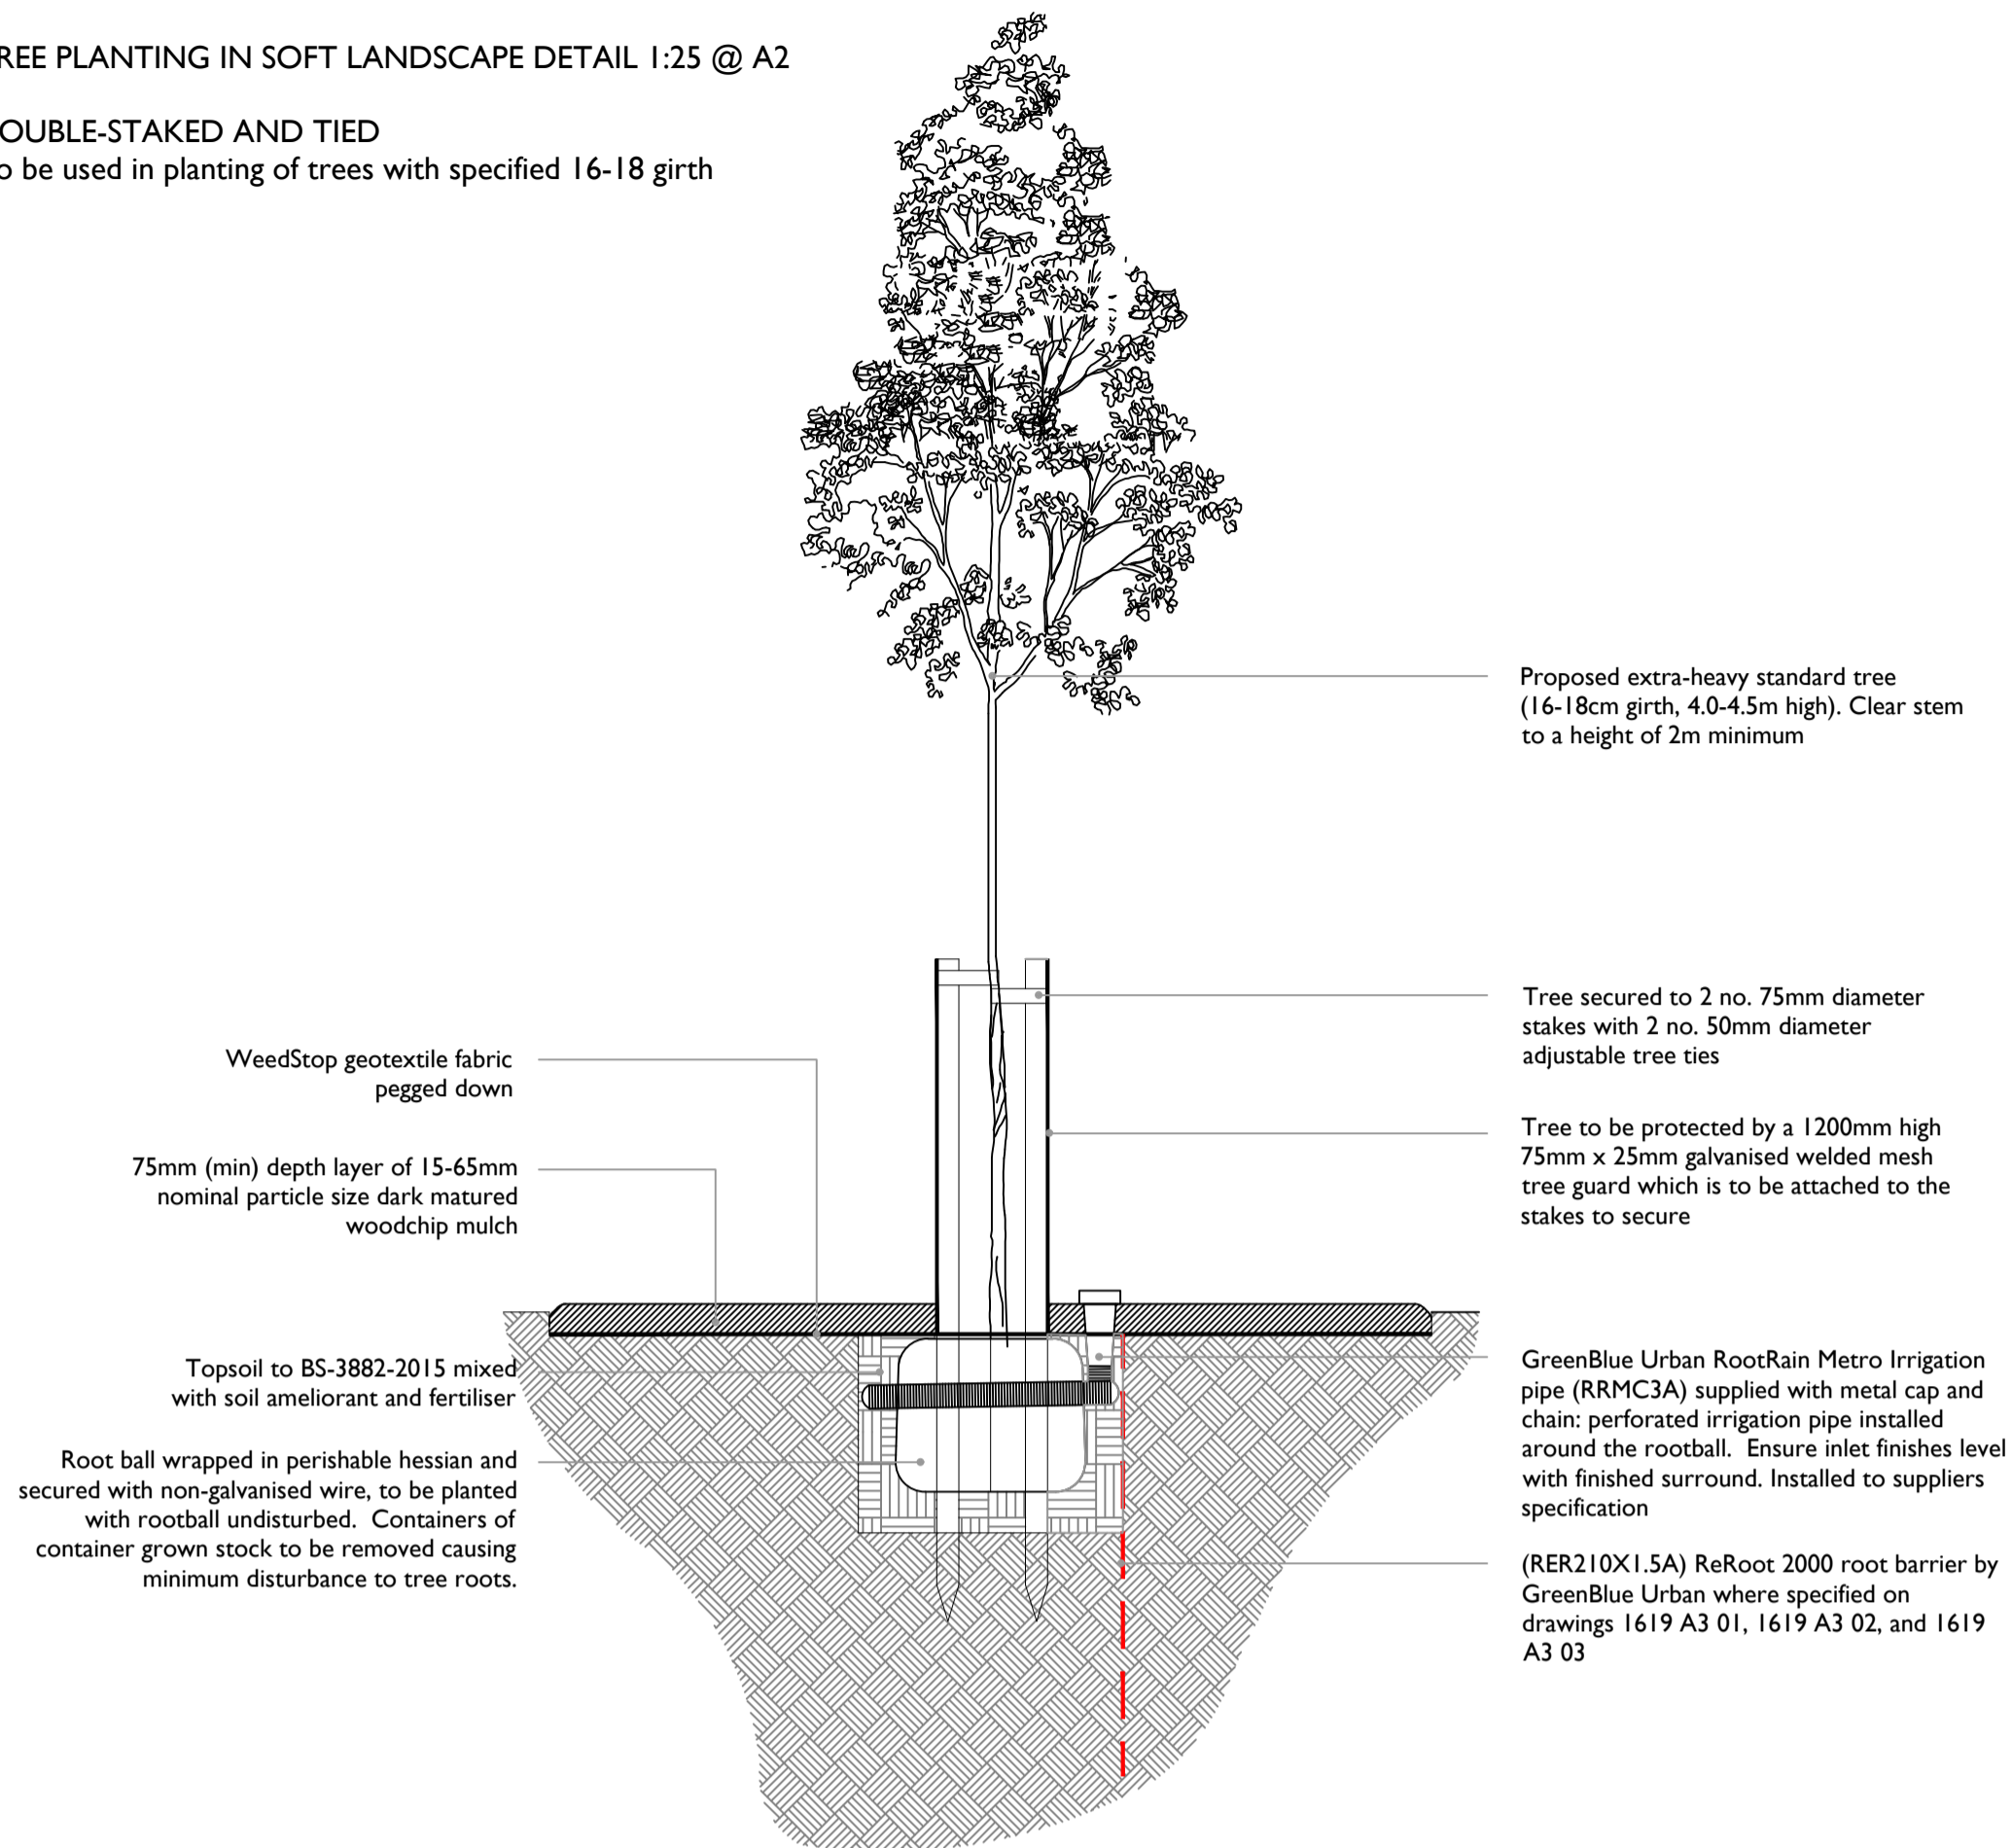 REE PLANTING IN SOFT LANDSCAPE DETAIL 1:25 @ A2
OUBLE-STAKED AND TIED
o be used in planting of trees with specified 16-18 girth
Proposed extra-heavy standard tree
(16-18cm girth, 4.0-4.5m high). Clear stem
to a height of 2m minimum
Tree secured to 2 no. 75mm diameter
stakes with 2 no. 50mm diameter
adjustable tree ties
WeedStop geotextile fabric
pegged down
Tree to be protected by a 1200mm high
75mm x 25mm galvanised welded mesh
tree guard which is to be attached to the
stakes to secure
75mm (min) depth layer of 15-65mm
nominal particle size dark matured
woodchip mulch
Topsoil to BS-3882-2015 mixed
with soil ameliorant and fertiliser
GreenBlue Urban RootRain Metro Irrigation
pipe (RRMC3A) supplied with metal cap and
chain: perforated irrigation pipe installed
around the rootball.  Ensure inlet finishes level
with finished surround. Installed to suppliers
specification
Root ball wrapped in perishable hessian and
secured with non-galvanised wire, to be planted
with rootball undisturbed.  Containers of
container grown stock to be removed causing
minimum disturbance to tree roots.
(RER210X1.5A) ReRoot 2000 root barrier by
GreenBlue Urban where specified on
drawings 1619 A3 01, 1619 A3 02, and 1619
A3 03